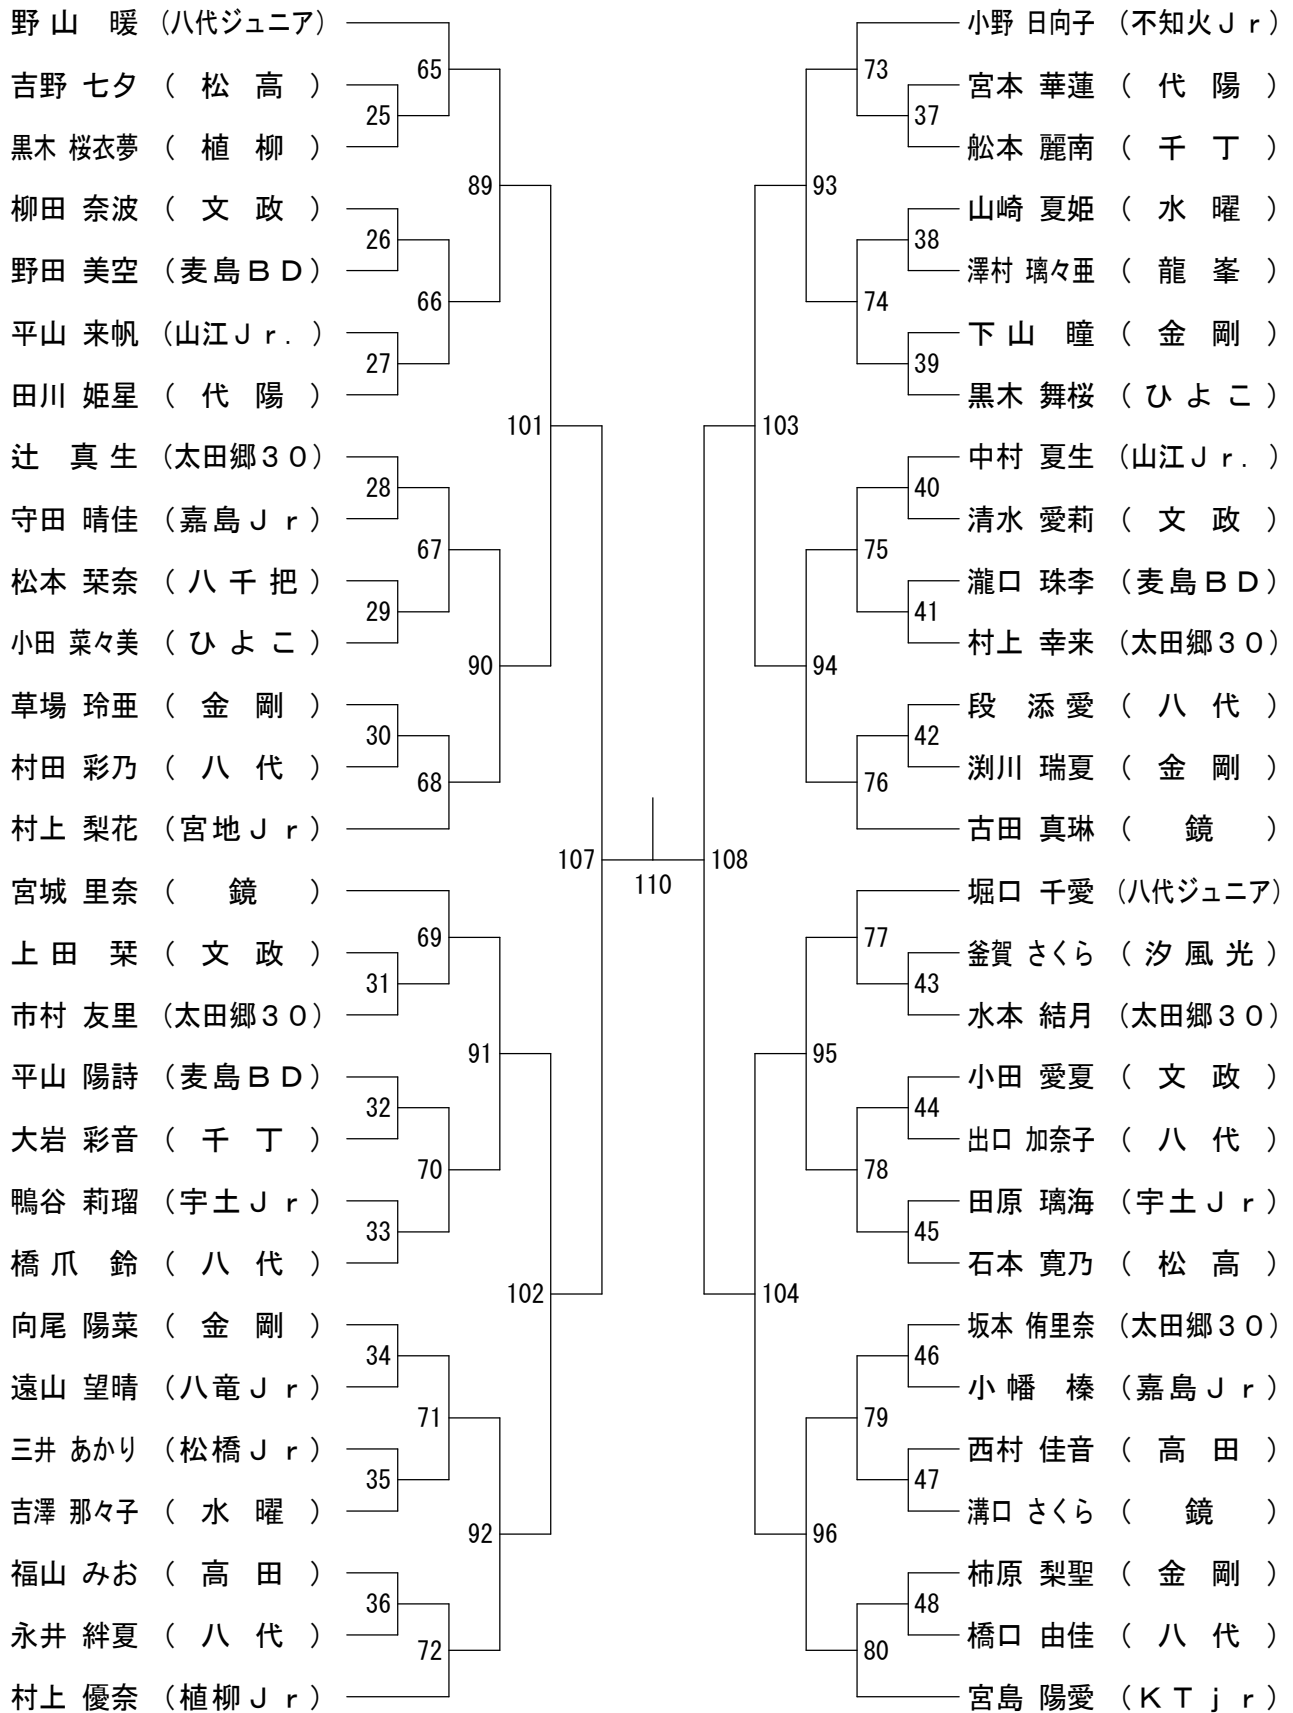 野山 暖 (八代ジュニア)
65
吉野 七夕 ( 松 高 )
25
黒木 桜衣夢 ( 植 柳 )
89
柳田 奈波 ( 文 政 )
26
野田 美空 (麦島ＢＤ)
66
平山 来帆 (山江Ｊｒ.)
27
田川 姫星 ( 代 陽 )
101
辻 真生 (太田郷３０)
28
守田 晴佳 (嘉島Ｊｒ)
67
松本 栞奈 (八千把)
29
小田 菜々美 (ひよこ)
90
草場 玲亜 ( 金 剛 )
30
村田 彩乃 ( 八 代 )
68
村上 梨花 (宮地Ｊｒ)
107
宮城 里奈 ( 鏡 )
69
上田 栞 ( 文 政 )
31
市村 友里 (太田郷３０)
91
平山 陽詩 (麦島ＢＤ)
32
大岩 彩音 ( 千 丁 )
70
鴨谷 莉瑠 (宇土Ｊｒ)
33
橋爪 鈴 ( 八 代 )
102
向尾 陽菜 ( 金 剛 )
34
遠山 望晴 (八竜Ｊｒ)
71
三井 あかり (松橋Ｊｒ)
35
吉澤 那々子 ( 水 曜 )
92
福山 みお ( 高 田 )
36
永井 絆夏 ( 八 代 )
72
村上 優奈 (植柳Ｊｒ)
110
小野 日向子 (不知火Ｊｒ)
73
宮本 華蓮 ( 代 陽 )
37
舩本 麗南 ( 千 丁 )
93
山崎 夏姫 ( 水 曜 )
38
澤村 璃々亜 ( 龍 峯 )
74
下山 瞳 ( 金 剛 )
39
黒木 舞桜 (ひよこ)
103
中村 夏生 (山江Ｊｒ.)
40
清水 愛莉 ( 文 政 )
75
瀧口 珠李 (麦島ＢＤ)
41
村上 幸来 (太田郷３０)
94
段 添愛 ( 八 代 )
42
渕川 瑞夏 ( 金 剛 )
76
古田 真琳 ( 鏡 )
108
堀口 千愛 (八代ジュニア)
77
釜賀 さくら (汐風光)
43
水本 結月 (太田郷３０)
95
小田 愛夏 ( 文 政 )
44
出口 加奈子 ( 八 代 )
78
田原 璃海 (宇土Ｊｒ)
45
石本 寛乃 ( 松 高 )
104
坂本 侑里奈 (太田郷３０)
46
小幡 榛 (嘉島Ｊｒ)
79
西村 佳音 ( 高 田 )
47
溝口 さくら ( 鏡 )
96
柿原 梨聖 ( 金 剛 )
48
橋口 由佳 ( 八 代 )
80
宮島 陽愛 (ＫＴｊｒ)